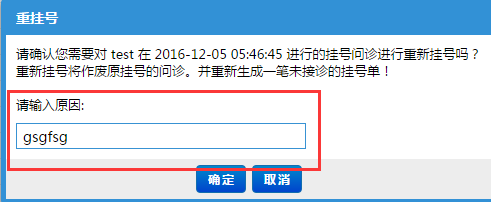 重挂号
请确认您需要对 test 在 2016-12-05 05:46:45 进行的挂号问诊进行重新挂号吗？
重新挂号将作废原挂号的问诊。并重新生成一笔未接诊的挂号单！
请输入原因:
gsgfsg
确定 取消